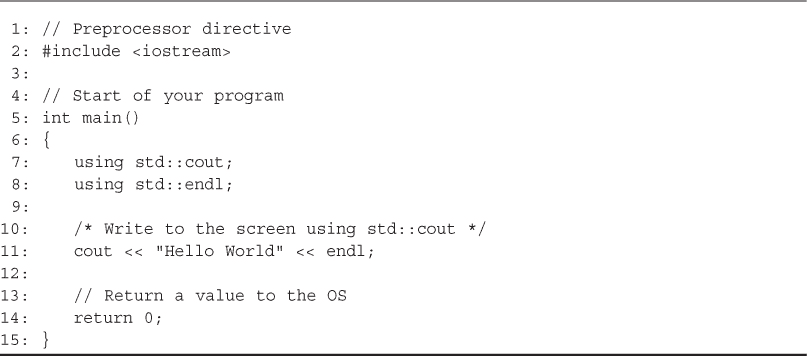 1: // Preprocessor directive
2: #include <iostream>
3:
4: // Start of your program
5: int main()
6: {
7:    using std::cout;
8:    using std::endl;
9:
10:    /* Write to the screen using std::cout */
11:    cout << "Hello World" << endl;
12:
13:    // Return a value to the OS
14:    return 0;
15: }